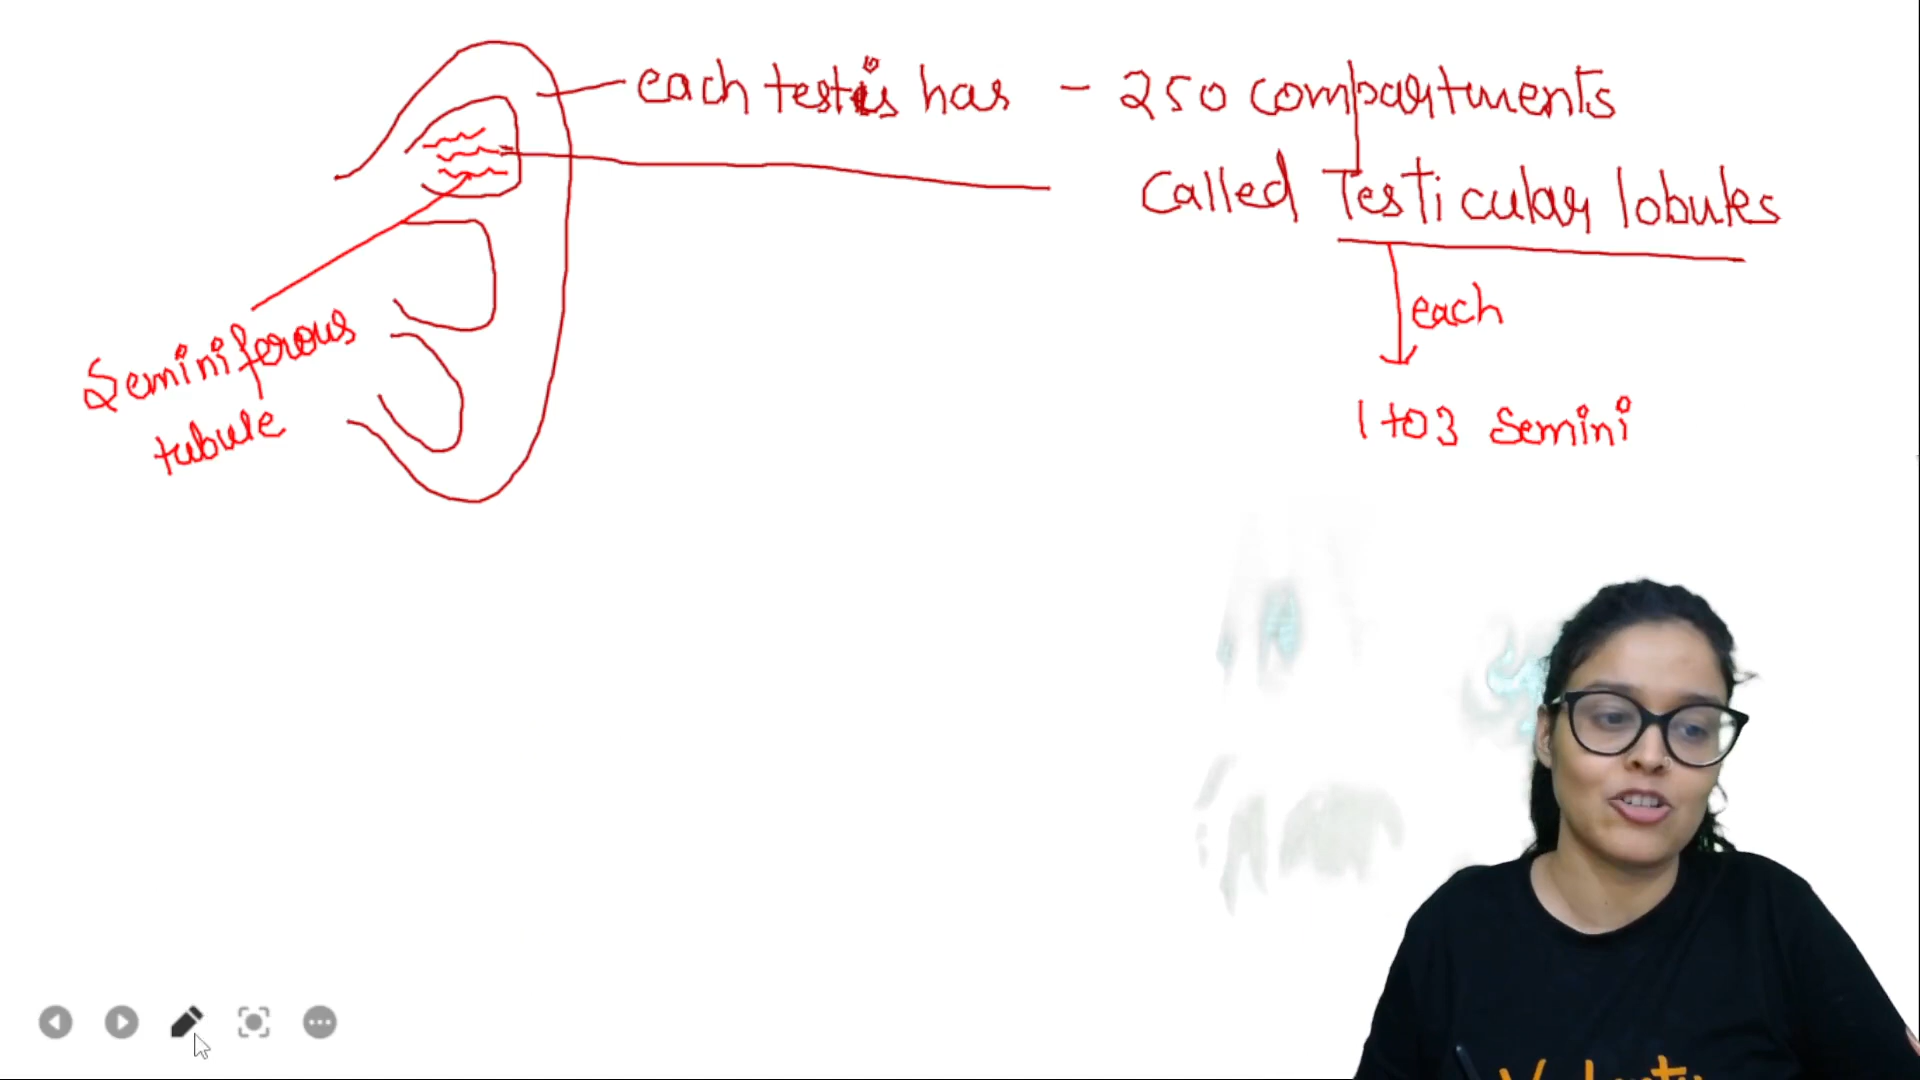 each testis has - 250 compartments
called Testicular lobules
each
1 to 3 Semini
Seminiferous
tubule